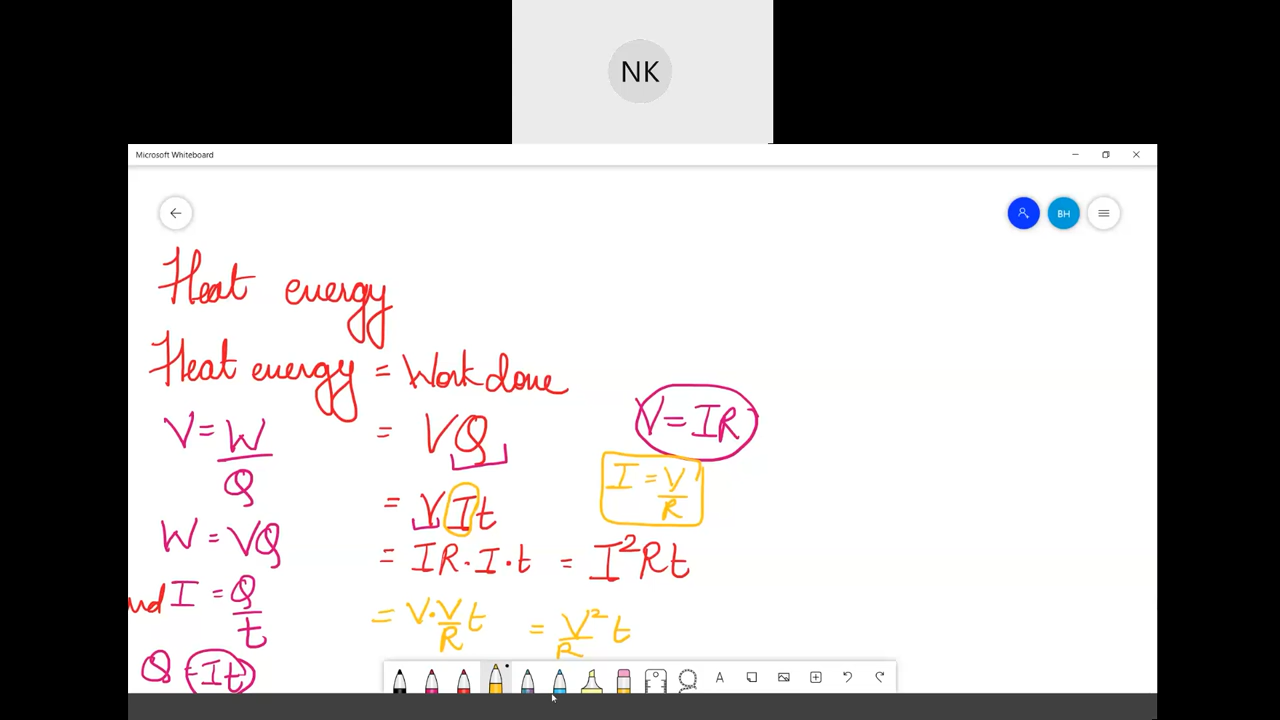 NK
Microsoft Whiteboard
BH
Heat energy
Heat energy = Work done
V = W/Q
= VQ
V = IR
I = V/R
= VIt
W = VQ
= IR·I·t = I²Rt
I = Q/t
= V·V/R t = V²/R t
Q = It
A